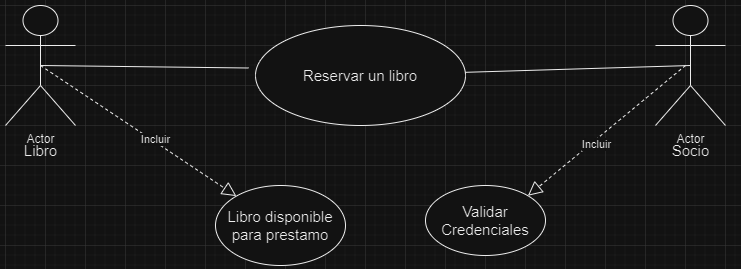 Reservar un libro
Actor
Libro
Incluir
Incluir
Actor
Socio
Libro disponible
para prestamo
Validar
Credenciales